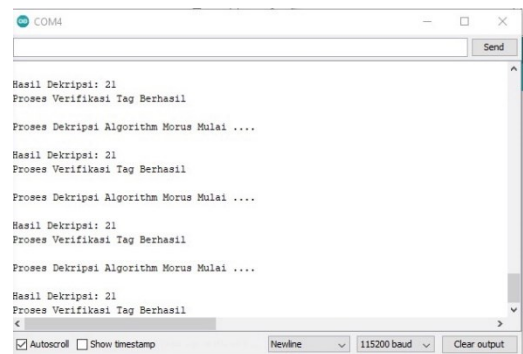 COM4
Send
Hasil Dekripsi: 21
Proses Verifikasi Tag Berhasil
Proses Dekripsi Algorithm Morus Mulai ....
Hasil Dekripsi: 21
Proses Verifikasi Tag Berhasil
Proses Dekripsi Algorithm Morus Mulai ....
Hasil Dekripsi: 21
Proses Verifikasi Tag Berhasil
Proses Dekripsi Algorithm Morus Mulai ....
Hasil Dekripsi: 21
Proses Verifikasi Tag Berhasil
Autoscroll Show timestamp Newline 115200 baud Clear output